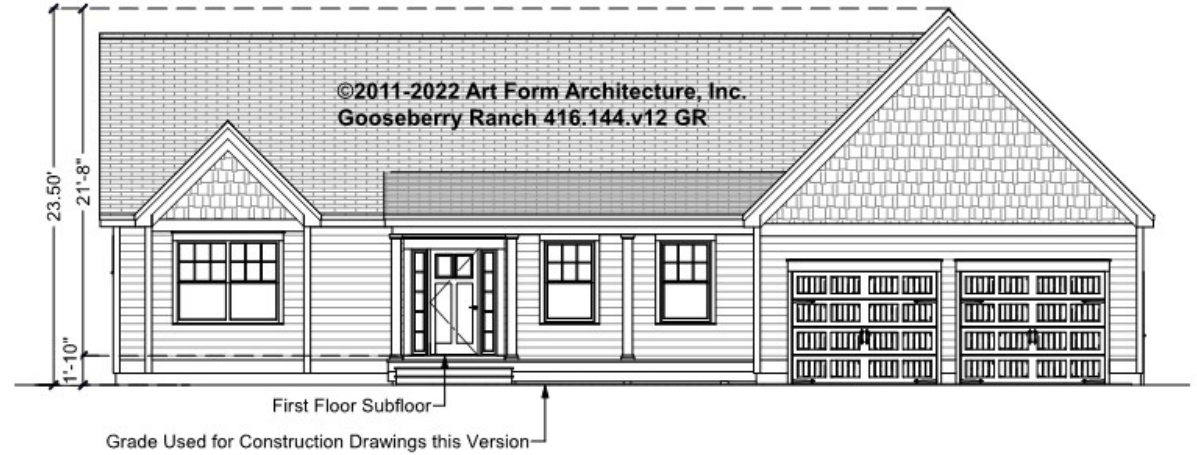 ©2011-2022 Art Form Architecture, Inc.
Gooseberry Ranch 416.144.v12 GR
23.50'
21'-8"
1'-10"
First Floor Subfloor
Grade Used for Construction Drawings this Version